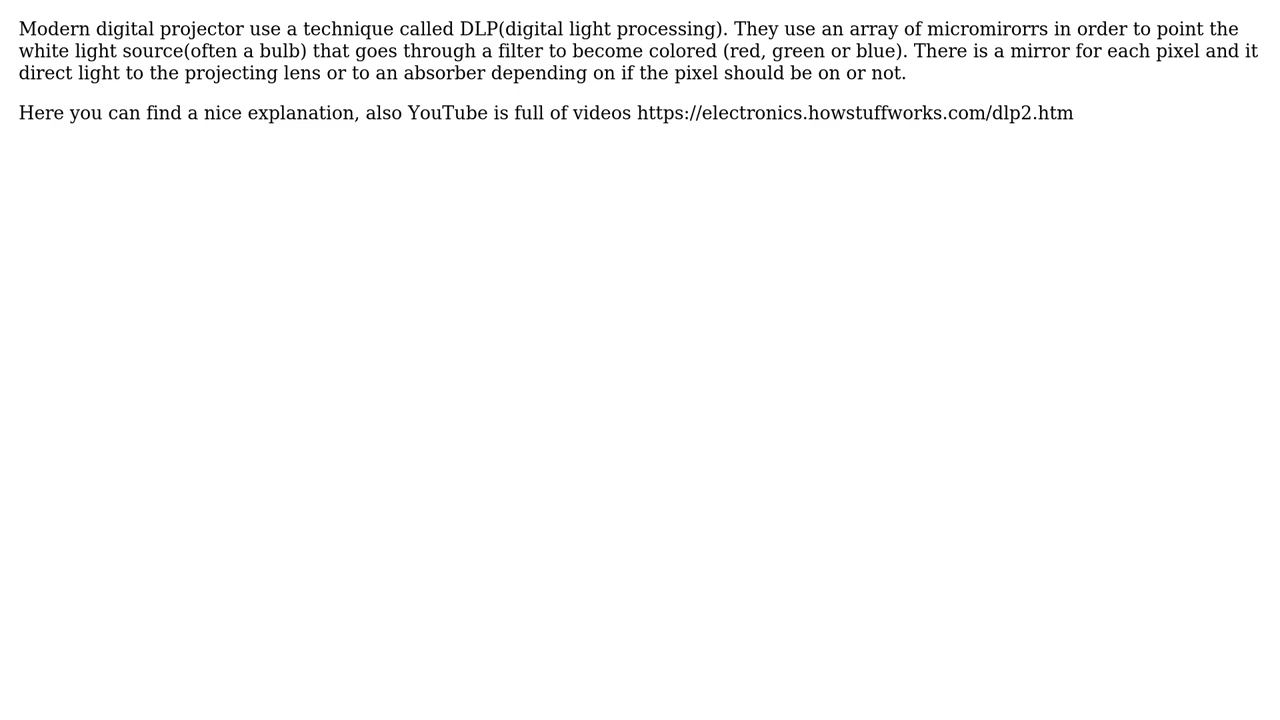 Modern digital projector use a technique called DLP(digital light processing). They use an array of micromirorrs in order to point the
white light source(often a bulb) that goes through a filter to become colored (red, green or blue). There is a mirror for each pixel and it
direct light to the projecting lens or to an absorber depending on if the pixel should be on or not.
Here you can find a nice explanation, also YouTube is full of videos https://electronics.howstuffworks.com/dlp2.htm